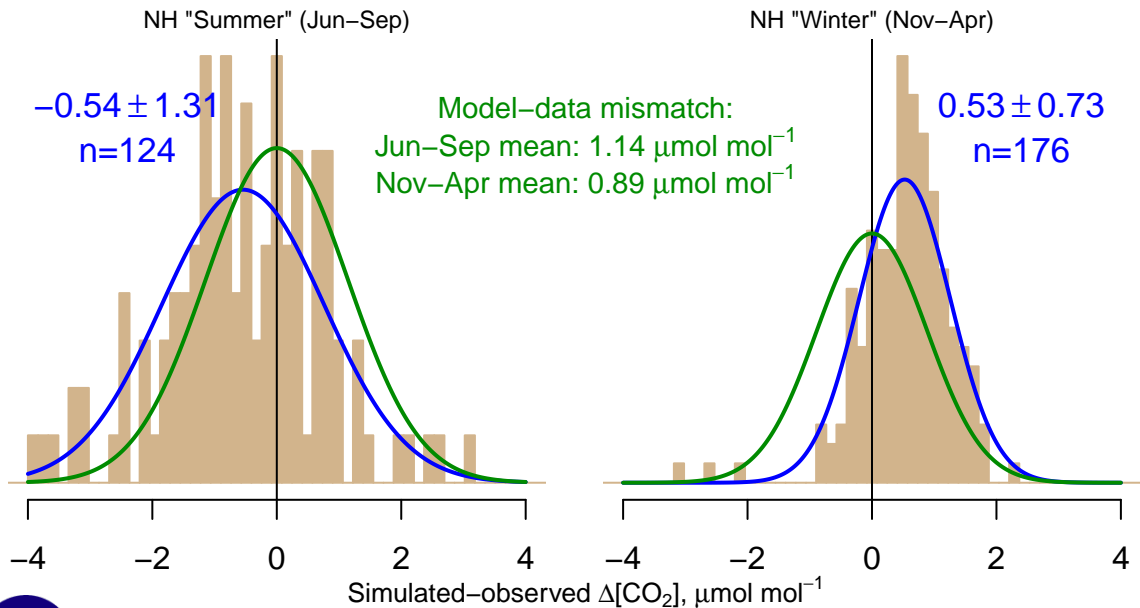 NH "Summer" (Jun−Sep)
NH "Winter" (Nov−Apr)
−0.54 ± 1.31
n=124
Model−data mismatch:
Jun−Sep mean: 1.14 μmol mol⁻¹
Nov−Apr mean: 0.89 μmol mol⁻¹
0.53 ± 0.73
n=176
−4 −2 0 2 4
−4 −2 0 2 4
Simulated−observed Δ[CO₂], μmol mol⁻¹